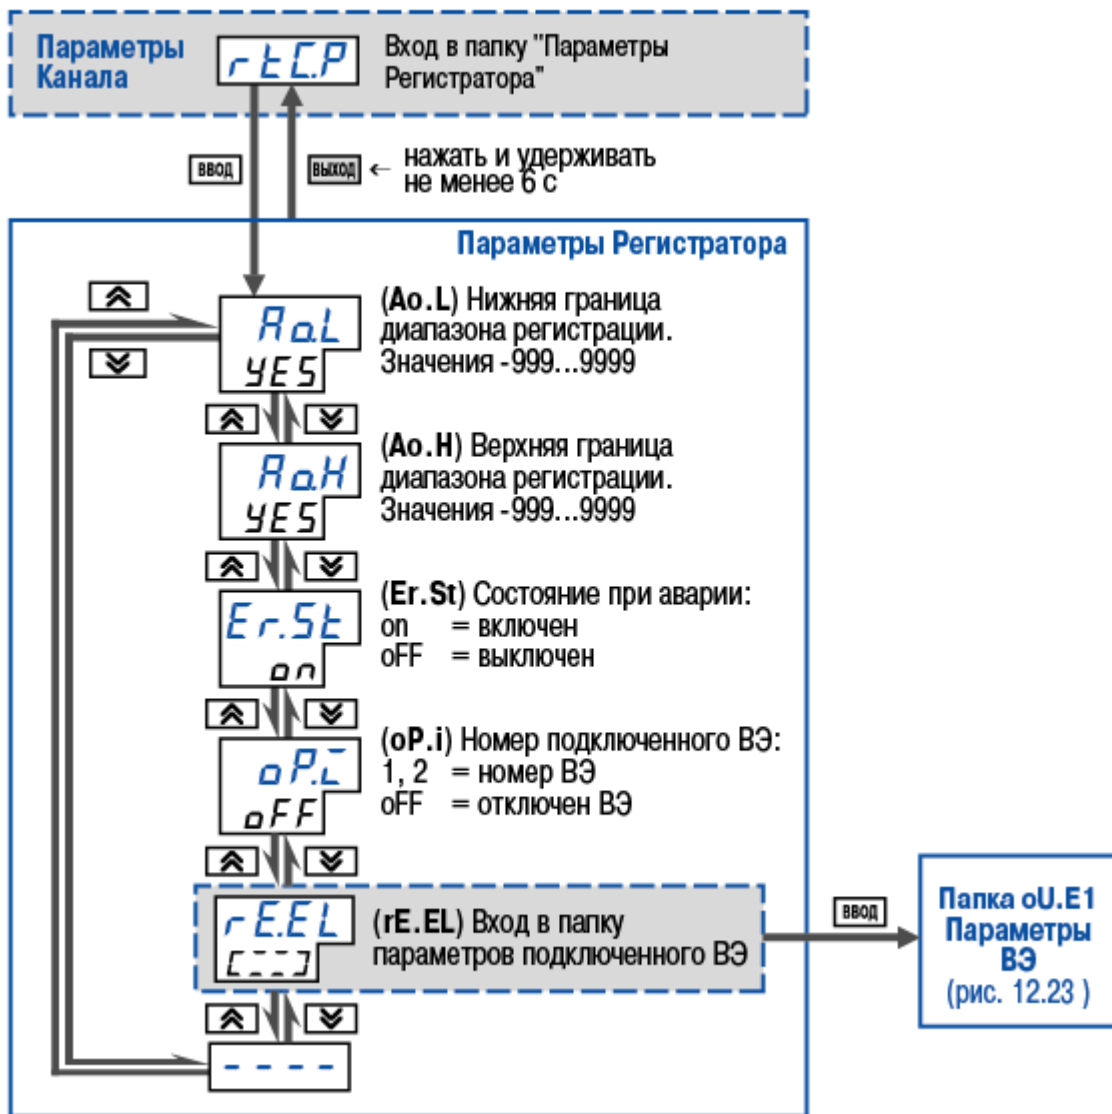 Параметры
Канала
rtC.P
Вход в папку "Параметры
Регистратора"
ВВОД
ВЫХОД ← нажать и удерживать
не менее 6 с
Параметры Регистратора
Ao.L
YES
(Ao.L) Нижняя граница
диапазона регистрации.
Значения -999...9999
Ao.H
YES
(Ao.H) Верхняя граница
диапазона регистрации.
Значения -999...9999
Er.St
on
(Er.St) Состояние при аварии:
on = включен
oFF = выключен
oP.i
oFF
(oP.i) Номер подключенного ВЭ:
1, 2 = номер ВЭ
oFF = отключен ВЭ
rE.EL
(rE.EL) Вход в папку
параметров подключенного ВЭ
ВВОД
Папка oU.E1
Параметры
ВЭ
(рис. 12.23 )
- - - -